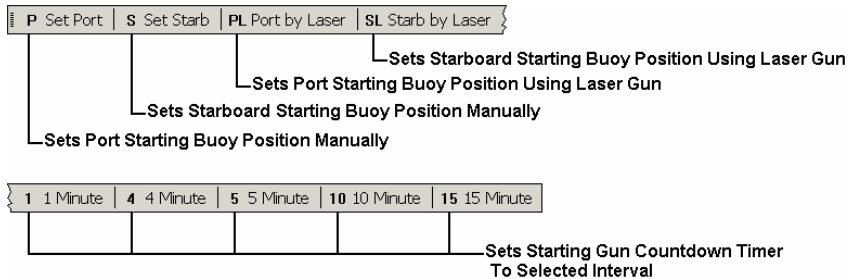 P Set Port S Set Starb PL Port by Laser SL Starb by Laser
Sets Starboard Starting Buoy Position Using Laser Gun
Sets Port Starting Buoy Position Using Laser Gun
Sets Starboard Starting Buoy Position Manually
Sets Port Starting Buoy Position Manually
1 1 Minute 4 4 Minute 5 5 Minute 10 10 Minute 15 15 Minute
Sets Starting Gun Countdown Timer
To Selected Interval